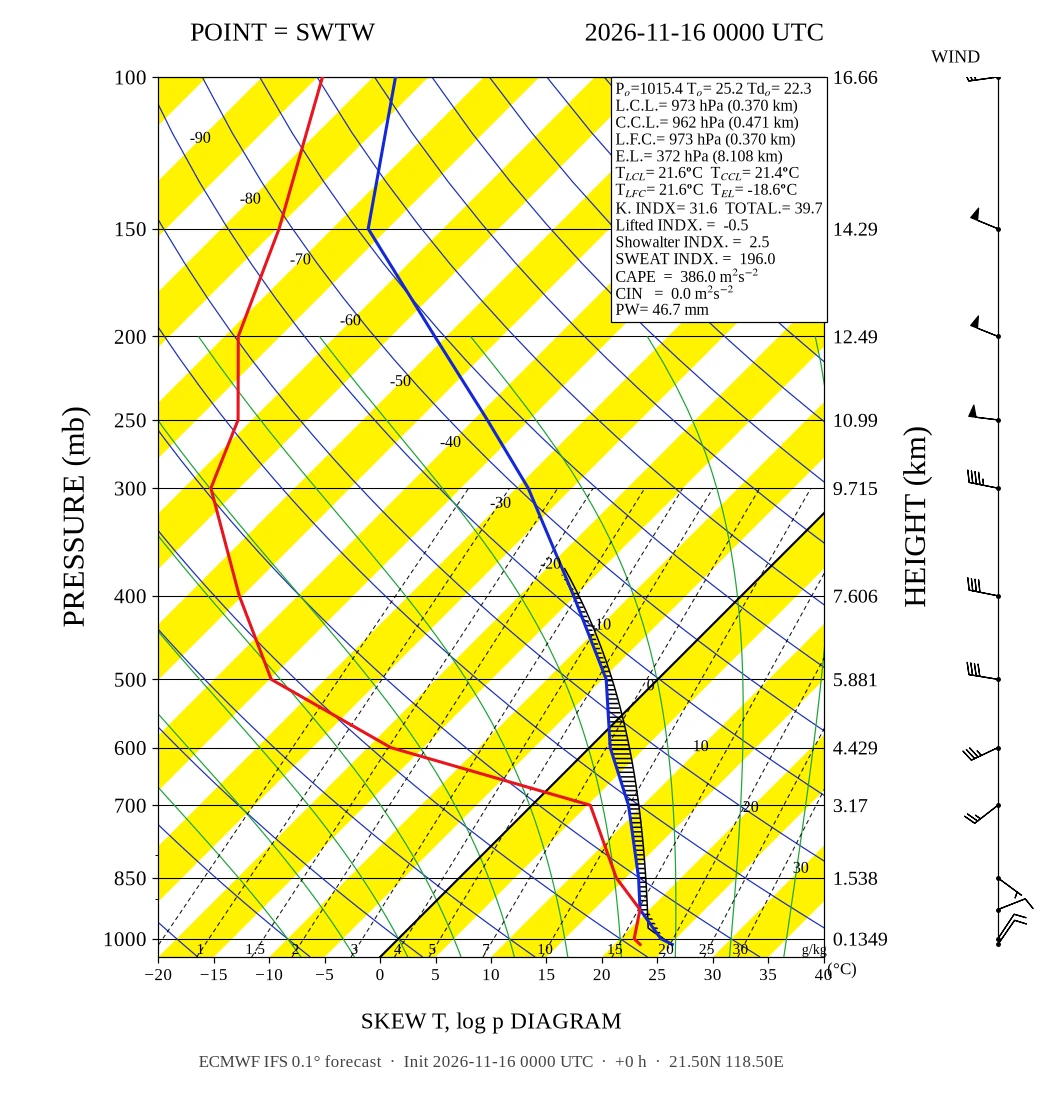 POINT = SWTW 2026-11-16 0000 UTC
WIND
100 16.66
Pₒ=1015.4 Tₒ= 25.2 Tdₒ= 22.3
L.C.L.= 973 hPa (0.370 km)
C.C.L.= 962 hPa (0.471 km)
L.F.C.= 973 hPa (0.370 km)
E.L.= 372 hPa (8.108 km)
T_LCL= 21.6°C T_CCL= 21.4°C
T_LFC= 21.6°C T_EL= -18.6°C
K. INDX= 31.6 TOTAL.= 39.7
Lifted INDX. = -0.5
Showalter INDX. = 2.5
SWEAT INDX. = 196.0
CAPE = 386.0 m²s⁻²
CIN = 0.0 m²s⁻²
PW= 46.7 mm
-90
-80
150 14.29
-70
-60
200 12.49
-50
250 10.99
-40
300 9.715
-30
PRESSURE (mb)
HEIGHT (km)
-20
400 7.606
-10
500 0 5.881
600 10 4.429
700 20 3.17
30
850 1.538
1000 0.1349
1 1.5 2 3 4 5 7 10 15 20 25 30 g/kg
−20 −15 −10 −5 0 5 10 15 20 25 30 35 40 (°C)
SKEW T, log p DIAGRAM
ECMWF IFS 0.1° forecast · Init 2026-11-16 0000 UTC · +0 h · 21.50N 118.50E